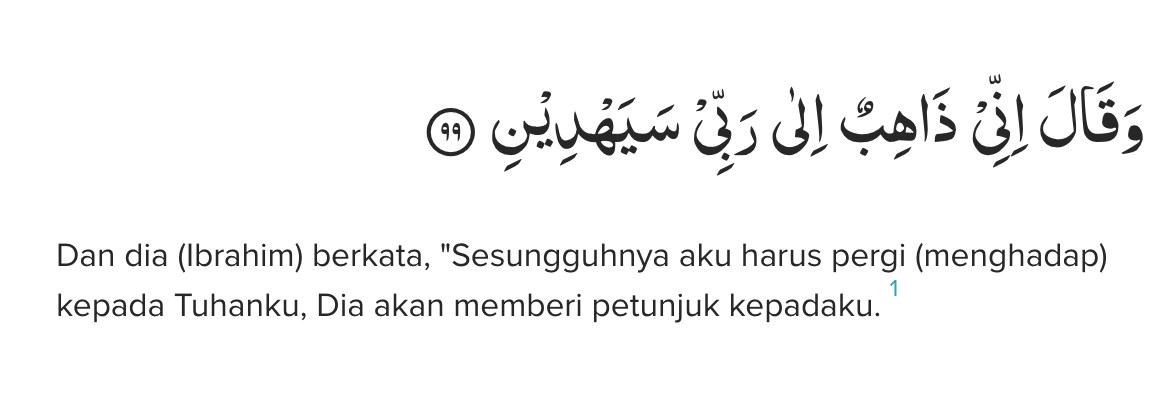 وَقَالَ اِنِّيْ ذَاهِبٌ اِلٰى رَبِّيْ سَيَهْدِيْنِ ٩٩
Dan dia (Ibrahim) berkata, "Sesungguhnya aku harus pergi (menghadap)
kepada Tuhanku, Dia akan memberi petunjuk kepadaku. 1